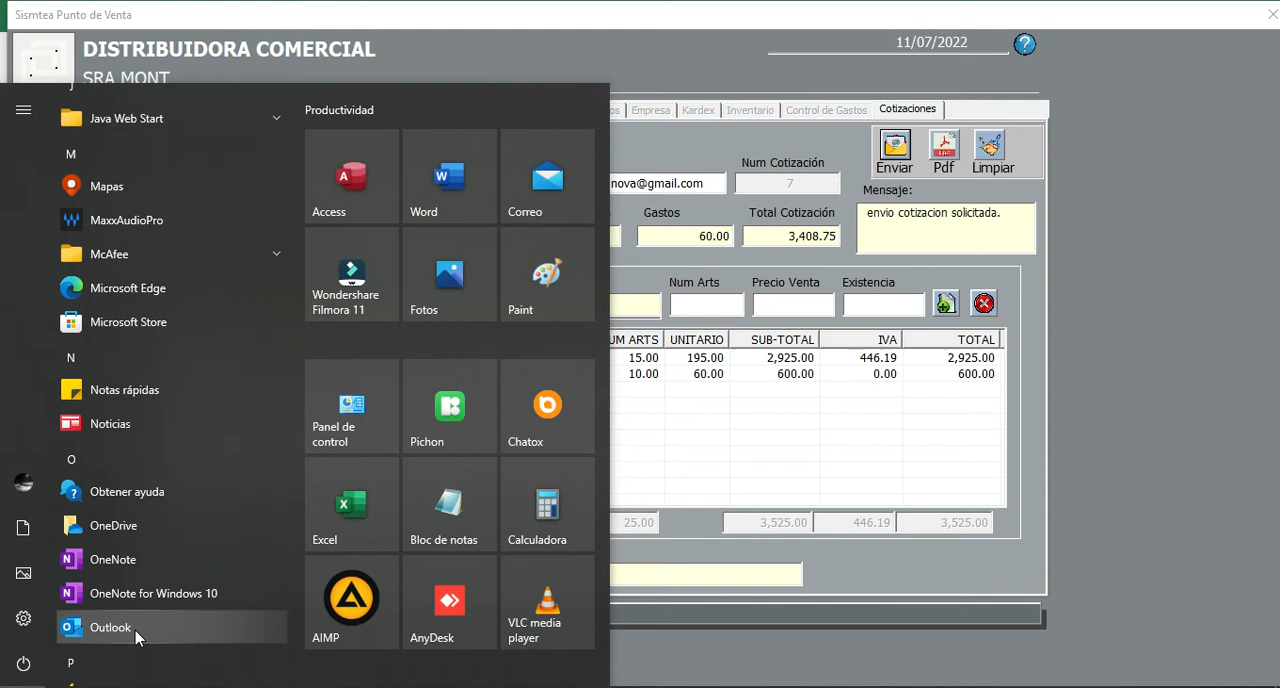 Sismtea Punto de Venta
DISTRIBUIDORA COMERCIAL
SRA MONT
11/07/2022
Empresa Kardex Inventario Control de Gastos Cotizaciones
Num Cotización
Enviar Pdf Limpiar
nova@gmail.com 7
Mensaje:
Gastos Total Cotización
envio cotizacion solicitada.
60.00 3,408.75
Num Arts Precio Venta Existencia
UM ARTS UNITARIO SUB-TOTAL IVA TOTAL
15.00 195.00 2,925.00 446.19 2,925.00
10.00 60.00 600.00 0.00 600.00
25.00 3,525.00 446.19 3,525.00
Java Web Start
M
Mapas
MaxxAudioPro
McAfee
Microsoft Edge
Microsoft Store
N
Notas rápidas
Noticias
O
Obtener ayuda
OneDrive
OneNote
OneNote for Windows 10
Outlook
P
Productividad
Access Word Correo
Wondershare
Filmora 11 Fotos Paint
Panel de
control Pichon Chatox
Excel Bloc de notas Calculadora
AIMP AnyDesk VLC media
player